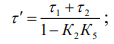 τ′ = (τ₁ + τ₂) / (1 − K₂K₅) ;